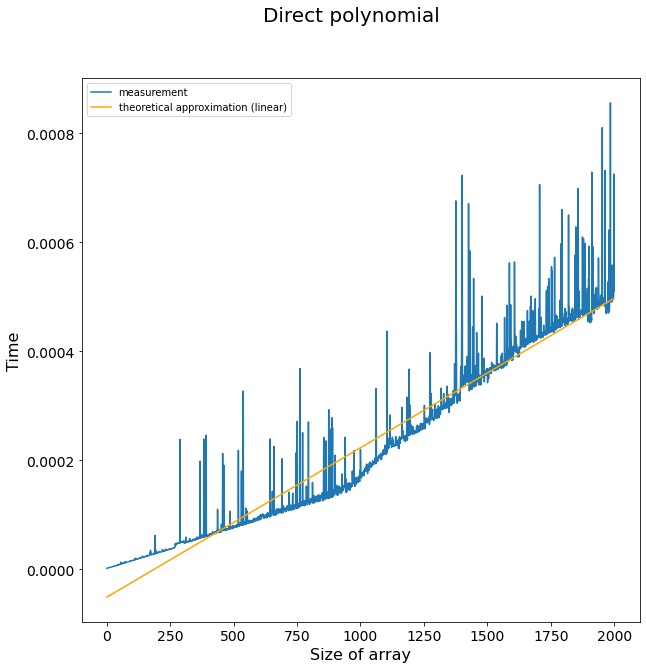 Direct polynomial
measurement
theoretical approximation (linear)
0.0008
0.0006
0.0004
0.0002
0.0000
Time
0 250 500 750 1000 1250 1500 1750 2000
Size of array